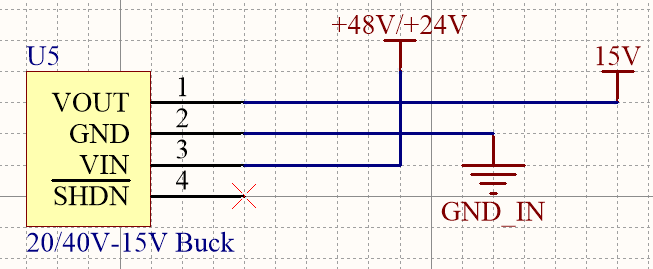 +48V/+24V
U5
15V
1
VOUT
2
GND
3
VIN
4
SHDN
GND_IN
20/40V-15V Buck